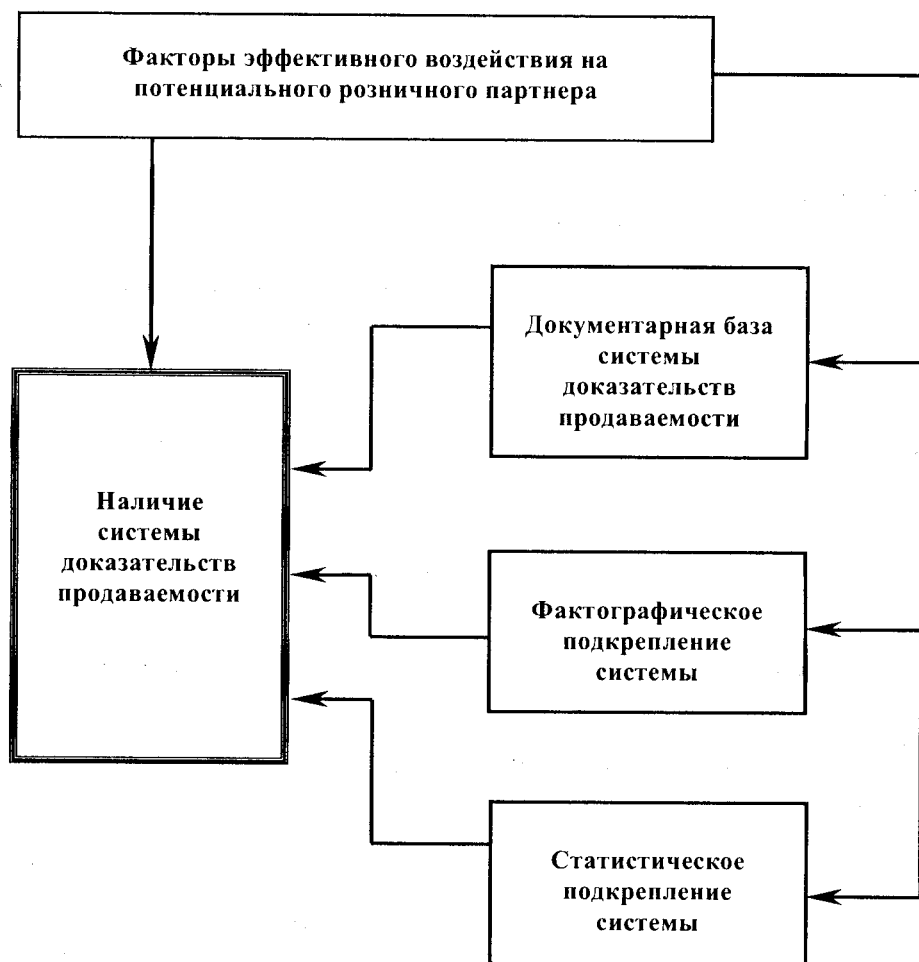 Факторы эффективного воздействия на
потенциального розничного партнера
Документарная база
системы
доказательств
продаваемости
Наличие
системы
доказательств
продаваемости
Фактографическое
подкрепление
системы
Статистическое
подкрепление
системы